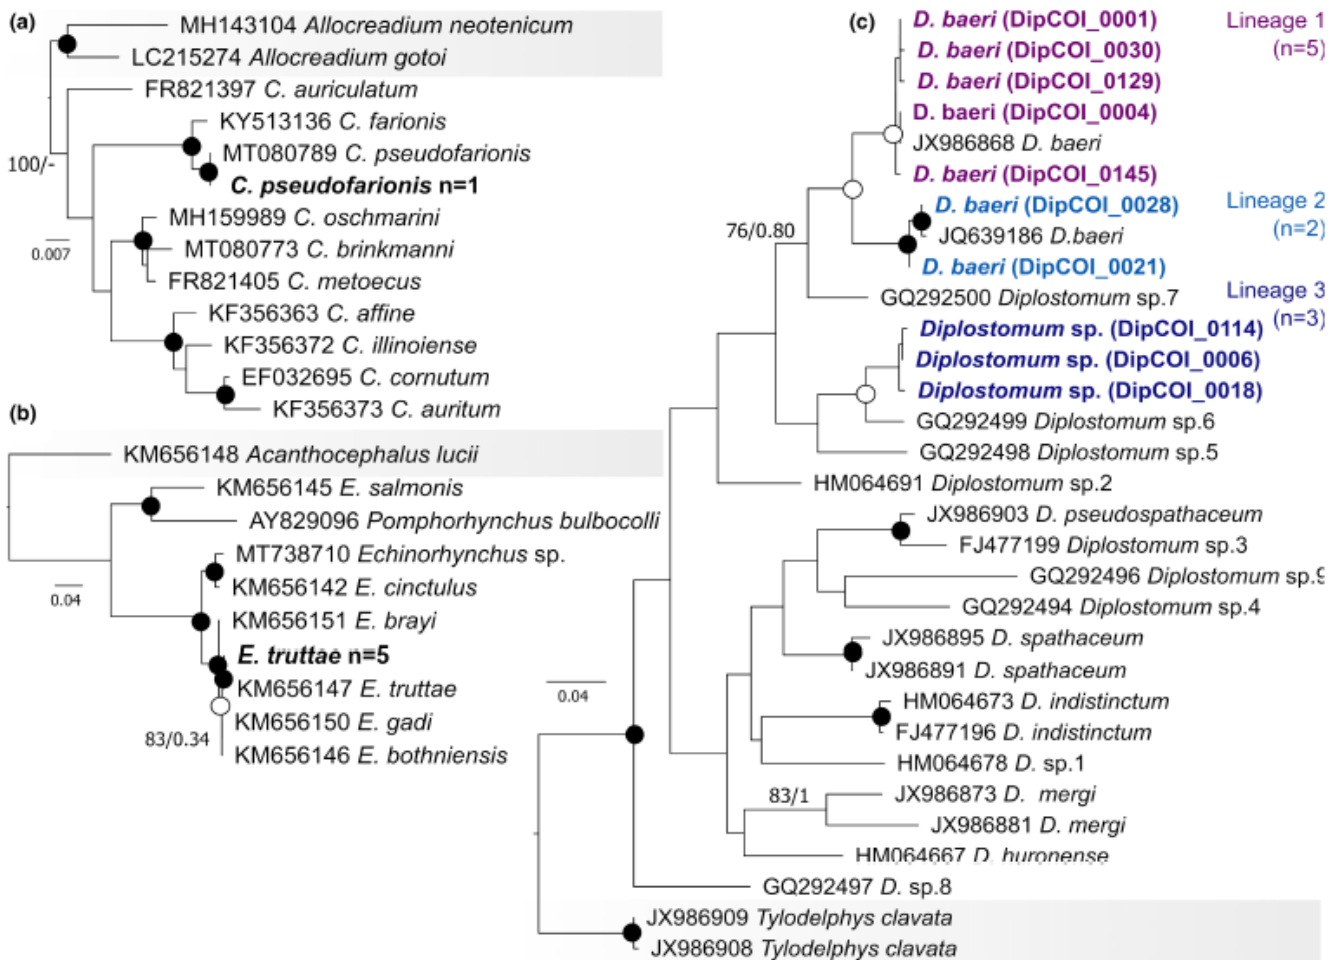 (a)
MH143104 Allocreadium neotenicum
LC215274 Allocreadium gotoi
FR821397 C. auriculatum
KY513136 C. farionis
MT080789 C. pseudofarionis
100/-
C. pseudofarionis n=1
MH159989 C. oschmarini
0.007
MT080773 C. brinkmanni
FR821405 C. metoecus
KF356363 C. affine
KF356372 C. illinoiense
EF032695 C. cornutum
KF356373 C. auritum
(b)
KM656148 Acanthocephalus lucii
KM656145 E. salmonis
AY829096 Pomphorhynchus bulbocolli
MT738710 Echinorhynchus sp.
KM656142 E. cinctulus
0.04
KM656151 E. brayi
E. truttae n=5
KM656147 E. truttae
KM656150 E. gadi
83/0.34
KM656146 E. bothniensis
(c)
D. baeri (DipCOI_0001)
Lineage 1
(n=5)
D. baeri (DipCOI_0030)
D. baeri (DipCOI_0129)
D. baeri (DipCOI_0004)
JX986868 D. baeri
D. baeri (DipCOI_0145)
D. baeri (DipCOI_0028)
Lineage 2
(n=2)
76/0.80
JQ639186 D.baeri
D. baeri (DipCOI_0021)
GQ292500 Diplostomum sp.7
Lineage 3
(n=3)
Diplostomum sp. (DipCOI_0114)
Diplostomum sp. (DipCOI_0006)
Diplostomum sp. (DipCOI_0018)
GQ292499 Diplostomum sp.6
GQ292498 Diplostomum sp.5
HM064691 Diplostomum sp.2
JX986903 D. pseudospathaceum
FJ477199 Diplostomum sp.3
GQ292496 Diplostomum sp.9
GQ292494 Diplostomum sp.4
JX986895 D. spathaceum
JX986891 D. spathaceum
0.04
HM064673 D. indistinctum
FJ477196 D. indistinctum
HM064678 D. sp.1
83/1
JX986873 D. mergi
JX986881 D. mergi
HM064667 D. huronense
GQ292497 D. sp.8
JX986909 Tylodelphys clavata
JX986908 Tylodelphys clavata